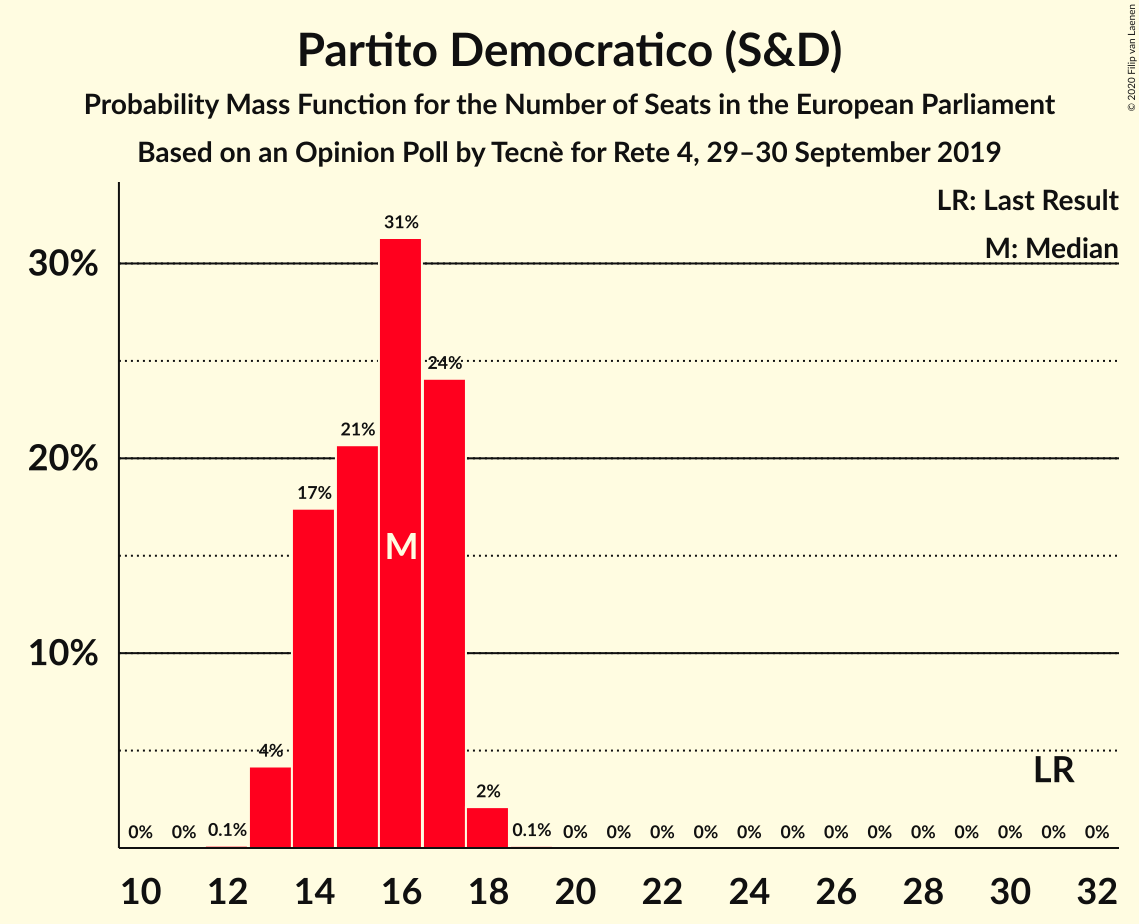 Partito Democratico (S&D)
Probability Mass Function for the Number of Seats in the European Parliament
Based on an Opinion Poll by Tecnè for Rete 4, 29–30 September 2019
© 2020 Filip van Laenen
LR: Last Result
M: Median
30%
20%
10%
0% 0% 0.1% 4% 17% 21% 31% 24% 2% 0.1% 0% 0% 0% 0% 0% 0% 0% 0% 0% 0% 0% 0% 0%
M
LR
10 12 14 16 18 20 22 24 26 28 30 32